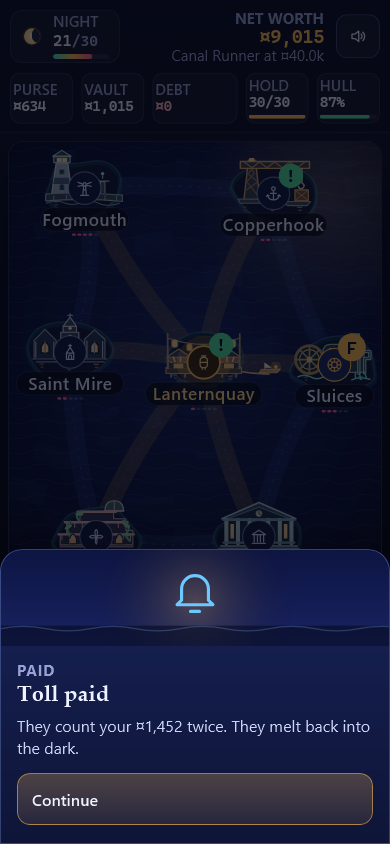 NIGHT
21/30
NET WORTH
¤9,015
Canal Runner at ¤40.0k
PURSE
¤634
VAULT
¤1,015
DEBT
¤0
HOLD
30/30
HULL
87%
Fogmouth
!
Copperhook
Saint Mire
!
Lanternquay
F
Sluices
PAID
Toll paid
They count your ¤1,452 twice. They melt back into
the dark.
Continue